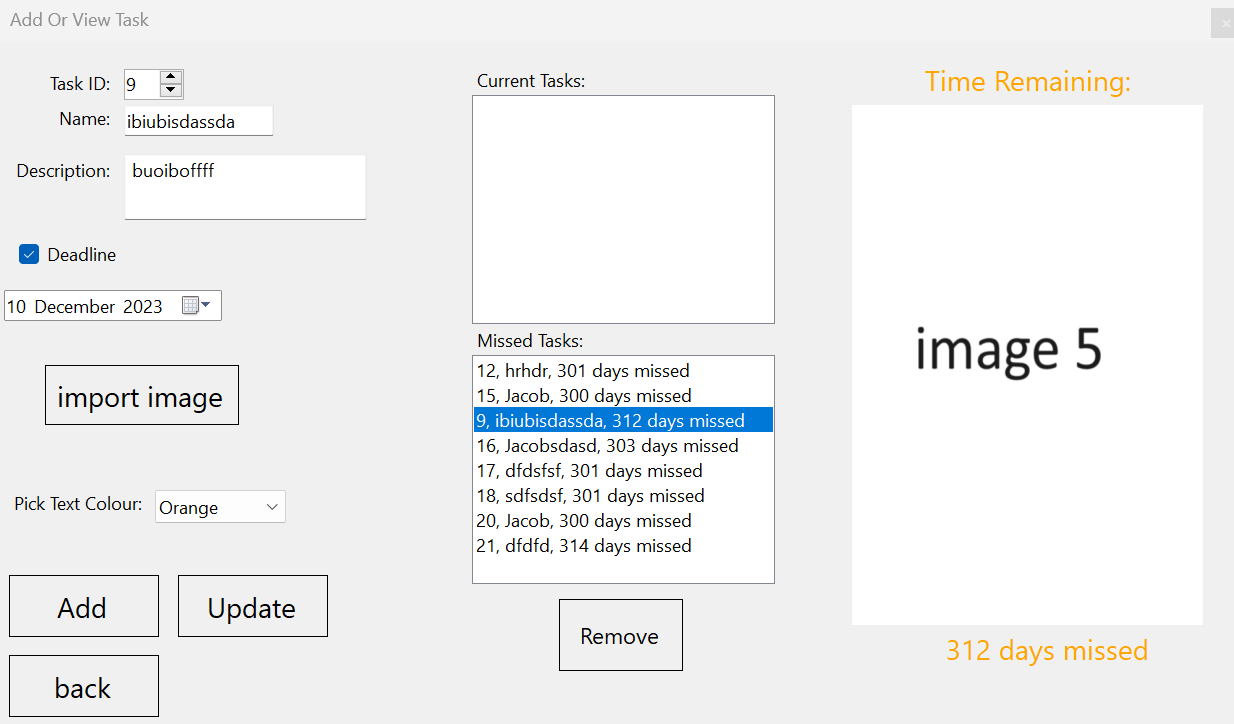 Add Or View Task
Task ID: 9
Name: ibiubisdassda
Description: buoiboffff
Deadline
10 December 2023
import image
Pick Text Colour: Orange
Add
Update
back
Current Tasks:
Missed Tasks:
12, hrhdr, 301 days missed
15, Jacob, 300 days missed
9, ibiubisdassda, 312 days missed
16, Jacobsdasd, 303 days missed
17, dfdsfsf, 301 days missed
18, sdfsdsf, 301 days missed
20, Jacob, 300 days missed
21, dfdfd, 314 days missed
Remove
Time Remaining:
image 5
312 days missed